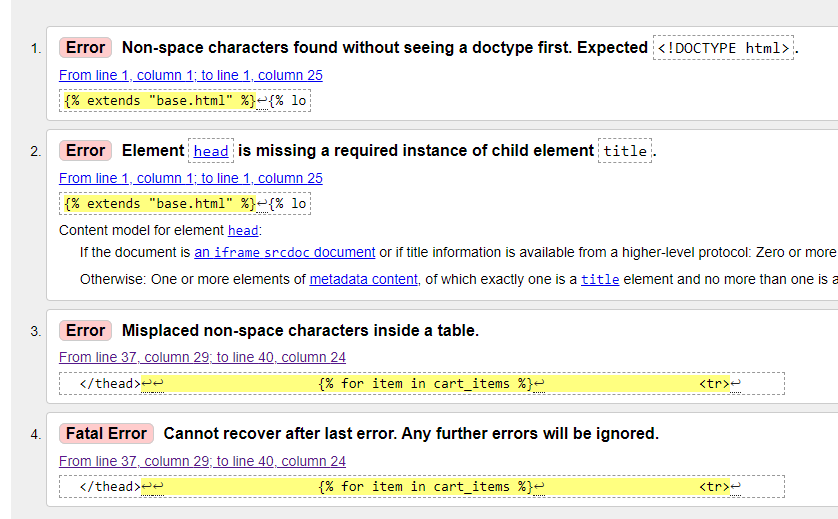 1. Error Non-space characters found without seeing a doctype first. Expected <!DOCTYPE html>.
From line 1, column 1; to line 1, column 25
{% extends "base.html" %}↩{% lo
2. Error Element head is missing a required instance of child element title.
From line 1, column 1; to line 1, column 25
{% extends "base.html" %}↩{% lo
Content model for element head:
If the document is an iframe srcdoc document or if title information is available from a higher-level protocol: Zero or more
Otherwise: One or more elements of metadata content, of which exactly one is a title element and no more than one is a
3. Error Misplaced non-space characters inside a table.
From line 37, column 29; to line 40, column 24
</thead>↩↩ {% for item in cart_items %}↩ <tr>↩
4. Fatal Error Cannot recover after last error. Any further errors will be ignored.
From line 37, column 29; to line 40, column 24
</thead>↩↩ {% for item in cart_items %}↩ <tr>↩